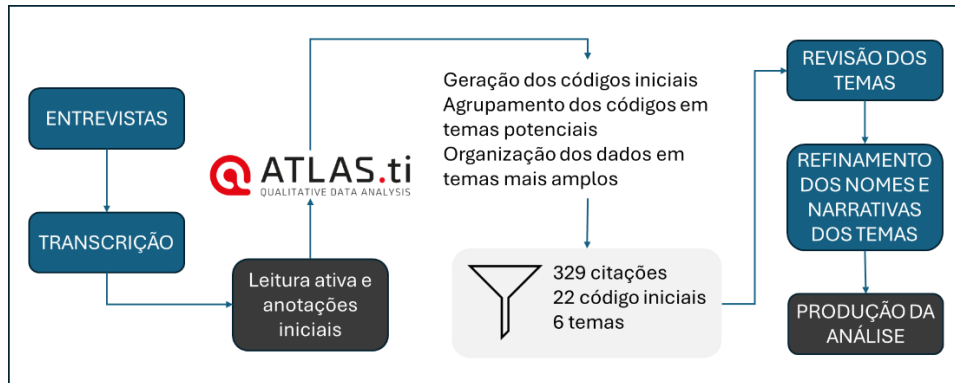 ENTREVISTAS
TRANSCRIÇÃO
Leitura ativa e
anotações
iniciais
ATLAS.ti
QUALITATIVE DATA ANALYSIS
Geração dos códigos iniciais
Agrupamento dos códigos em
temas potenciais
Organização dos dados em
temas mais amplos
329 citações
22 código iniciais
6 temas
REVISÃO DOS
TEMAS
REFINAMENTO
DOS NOMES E
NARRATIVAS
DOS TEMAS
PRODUÇÃO DA
ANÁLISE